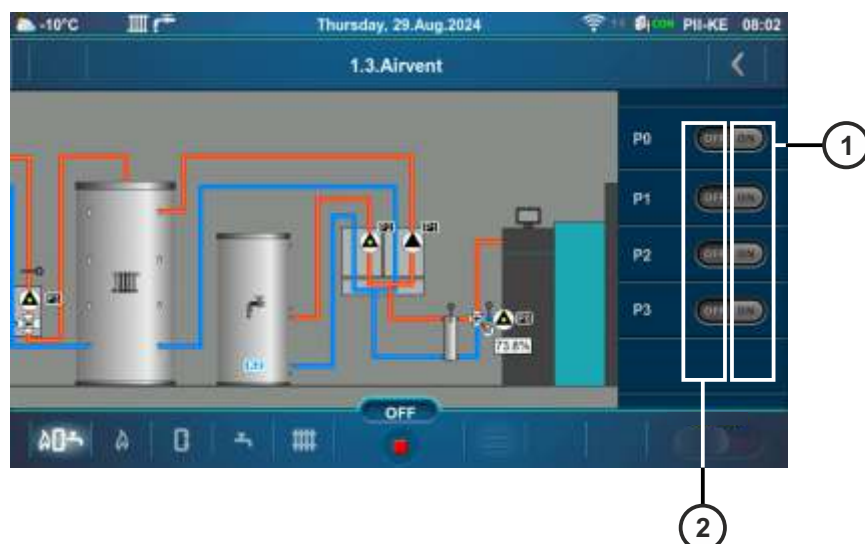 -10°C Thursday, 29.Aug.2024 CON PII-KE 08:02
1.3.Airvent
P0 OFF ON
1
P1 OFF ON
P2 OFF ON
P3 OFF ON
73.8%
OFF
2